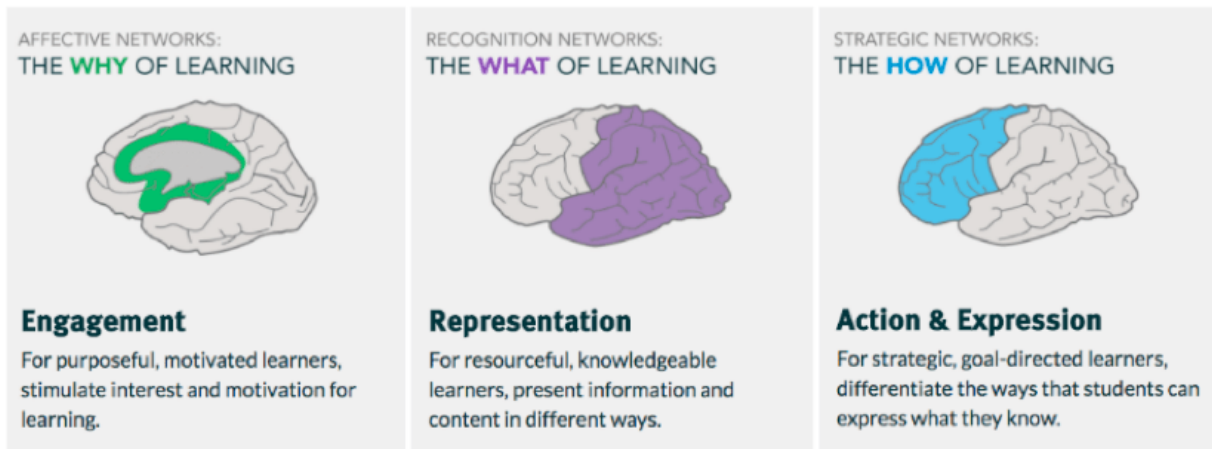 AFFECTIVE NETWORKS:
THE WHY OF LEARNING
Engagement
For purposeful, motivated learners,
stimulate interest and motivation for
learning.
RECOGNITION NETWORKS:
THE WHAT OF LEARNING
Representation
For resourceful, knowledgeable
learners, present information and
content in different ways.
STRATEGIC NETWORKS:
THE HOW OF LEARNING
Action & Expression
For strategic, goal-directed learners,
differentiate the ways that students can
express what they know.